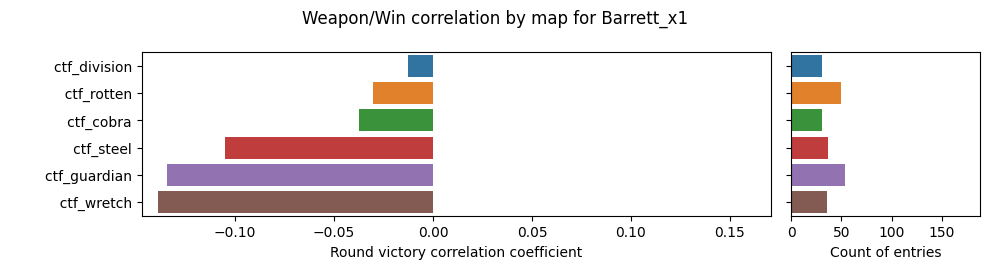 Weapon/Win correlation by map for Barrett_x1
ctf_division
ctf_rotten
ctf_cobra
ctf_steel
ctf_guardian
ctf_wretch
−0.10 −0.05 0.00 0.05 0.10 0.15
Round victory correlation coefficient
0 50 100 150
Count of entries